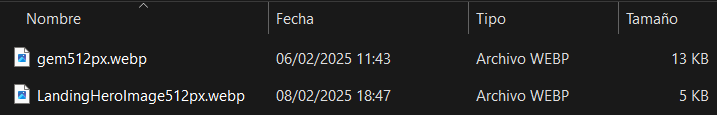 Nombre Fecha Tipo Tamaño
gem512px.webp 06/02/2025 11:43 Archivo WEBP 13 KB
LandingHeroImage512px.webp 08/02/2025 18:47 Archivo WEBP 5 KB